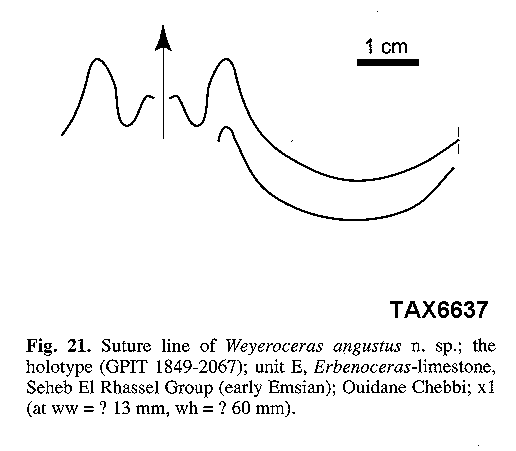 1 cm
TAX6637
Fig. 21. Suture line of Weyeroceras angustus n. sp.; the
holotype (GPIT 1849-2067); unit E, Erbenoceras-limestone,
Seheb El Rhassel Group (early Emsian); Ouidane Chebbi; x1
(at ww = ? 13 mm, wh = ? 60 mm).